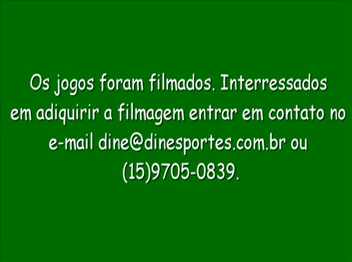 Os jogos foram filmados. Interressados
em adiquirir a filmagem entrar em contato no
e-mail dine@dinesportes.com.br ou
(15)9705-0839.